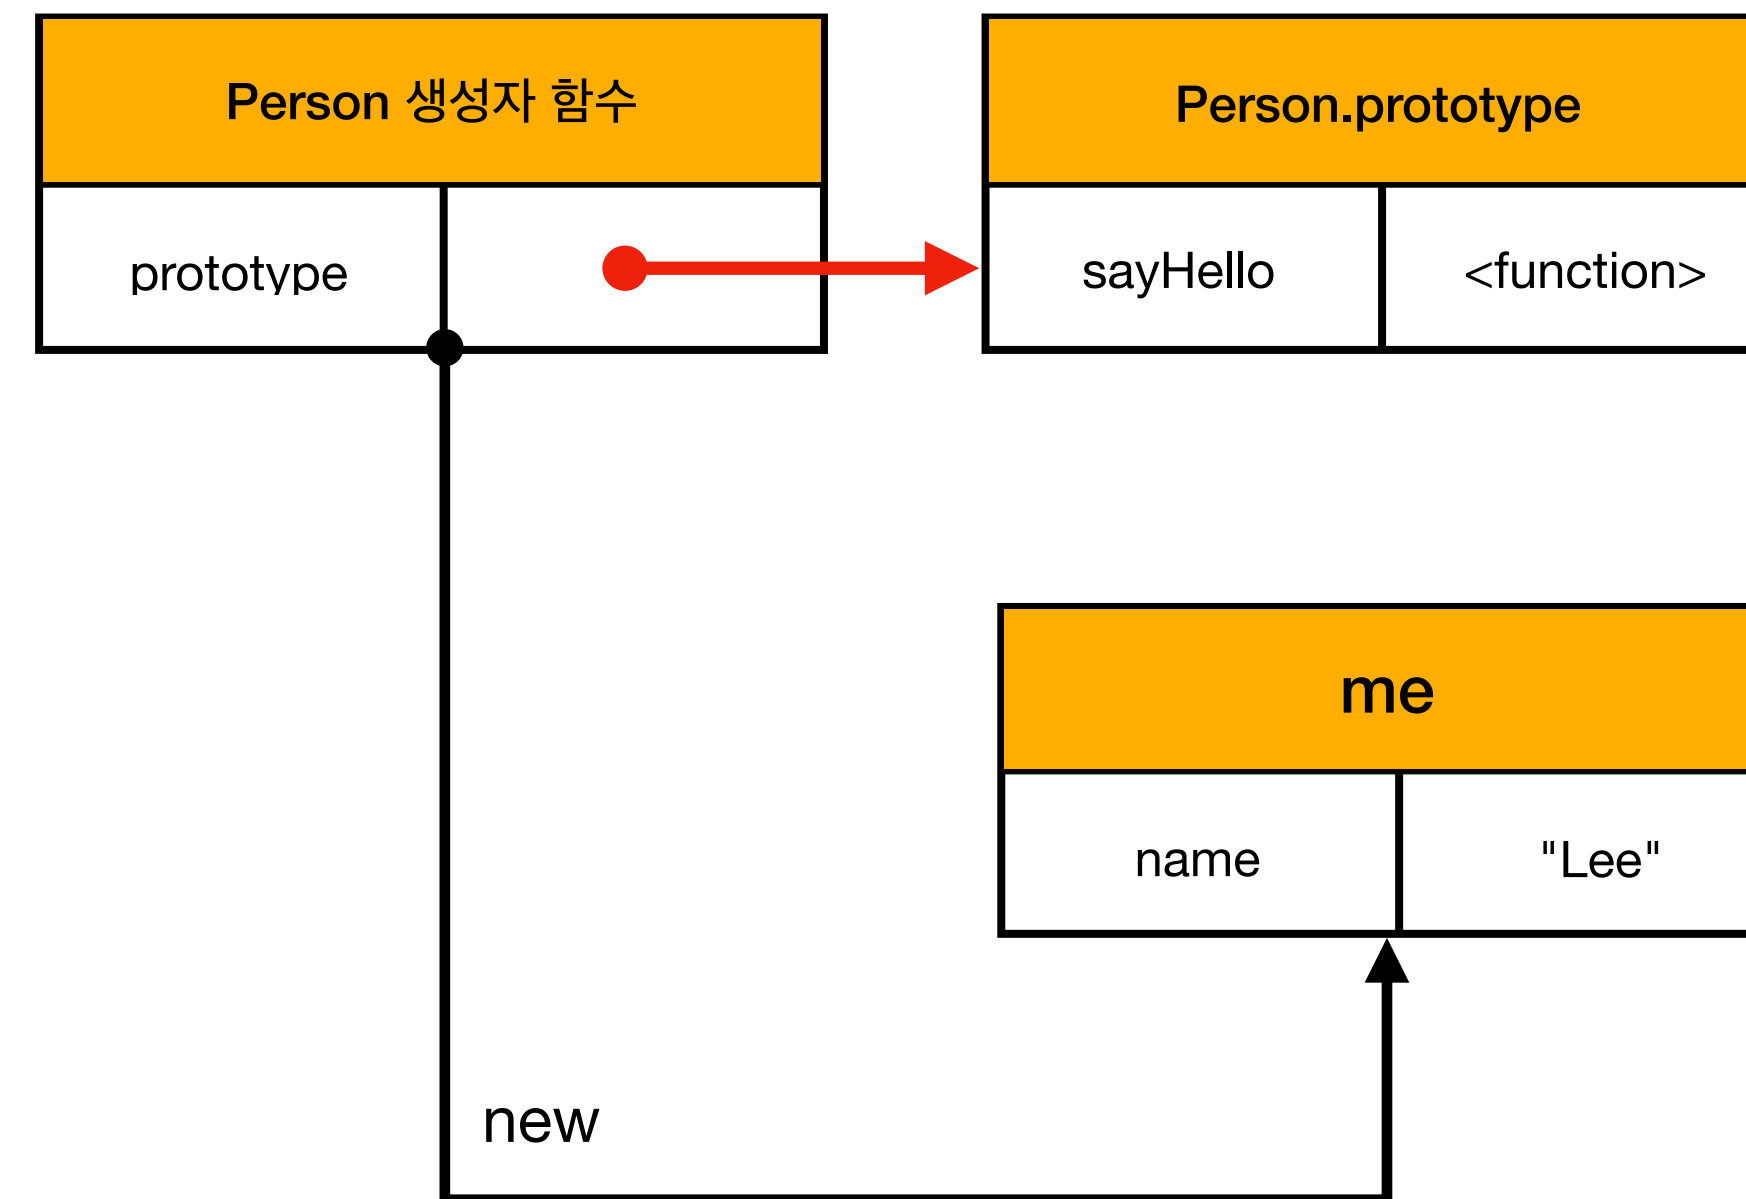 Person 생성자 함수
Person.prototype
prototype
sayHello
<function>
me
name
"Lee"
new